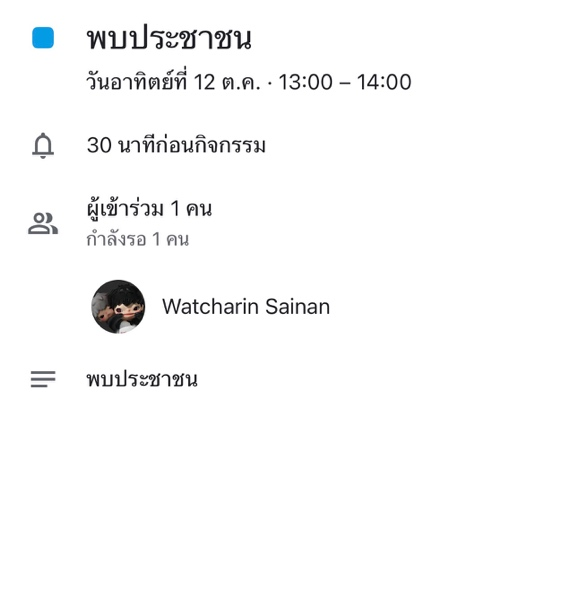 พบประชาชน
วันอาทิตย์ที่ 12 ต.ค. · 13:00 – 14:00
30 นาทีก่อนกิจกรรม
ผู้เข้าร่วม 1 คน
กำลังรอ 1 คน
Watcharin Sainan
พบประชาชน